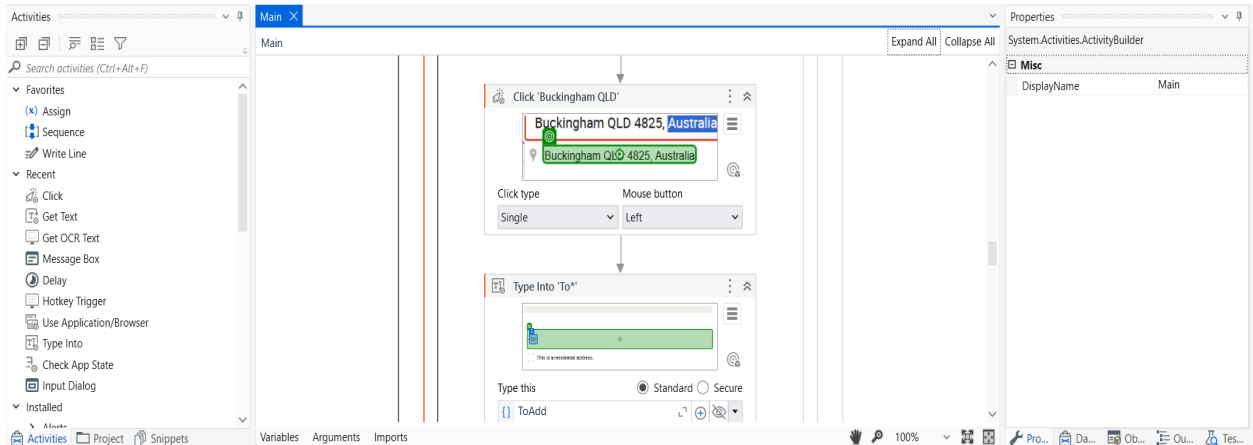 Activities
Search activities (Ctrl+Alt+F)
Favorites
Assign
Sequence
Write Line
Recent
Click
Get Text
Get OCR Text
Message Box
Delay
Hotkey Trigger
Use Application/Browser
Type Into
Check App State
Input Dialog
Installed
Alerts
Activities Project Snippets
Main
Main
Expand All Collapse All
Click 'Buckingham QLD'
Buckingham QLD 4825, Australia
Buckingham QLD 4825, Australia
Click type Mouse button
Single Left
Type Into 'To*'
This is a residential address.
Type this Standard Secure
{} ToAdd
Variables Arguments Imports
100%
Properties
System.Activities.ActivityBuilder
Misc
DisplayName Main
Pro... Da... Ob... Ou... Tes...